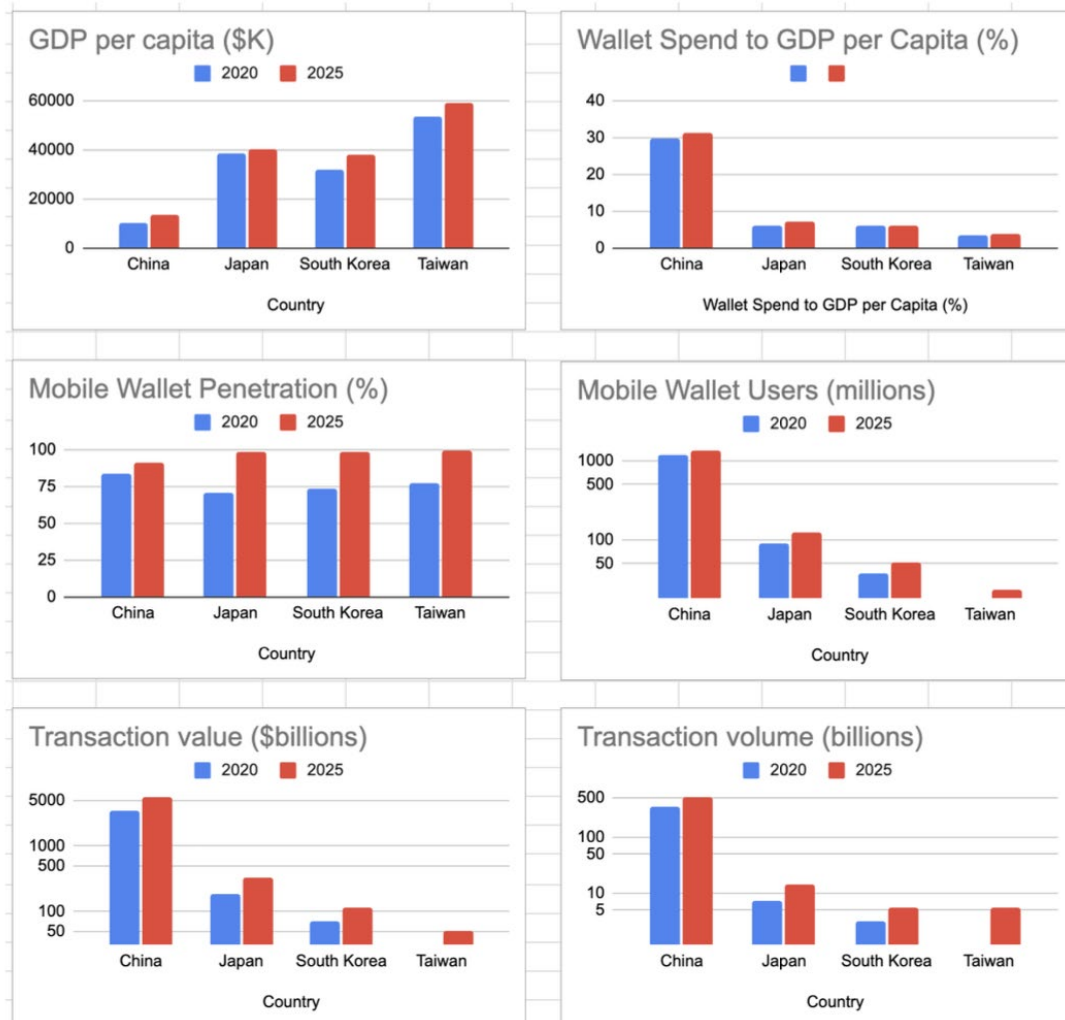 GDP per capita ($K)
2020 2025
60000
40000
20000
0
China Japan South Korea Taiwan
Country
Wallet Spend to GDP per Capita (%)
40
30
20
10
0
China Japan South Korea Taiwan
Wallet Spend to GDP per Capita (%)
Mobile Wallet Penetration (%)
2020 2025
100
75
50
25
0
China Japan South Korea Taiwan
Country
Mobile Wallet Users (millions)
2020 2025
1000
500
100
50
China Japan South Korea Taiwan
Country
Transaction value ($billions)
2020 2025
5000
1000
500
100
50
China Japan South Korea Taiwan
Country
Transaction volume (billions)
2020 2025
500
100
50
10
5
China Japan South Korea Taiwan
Country